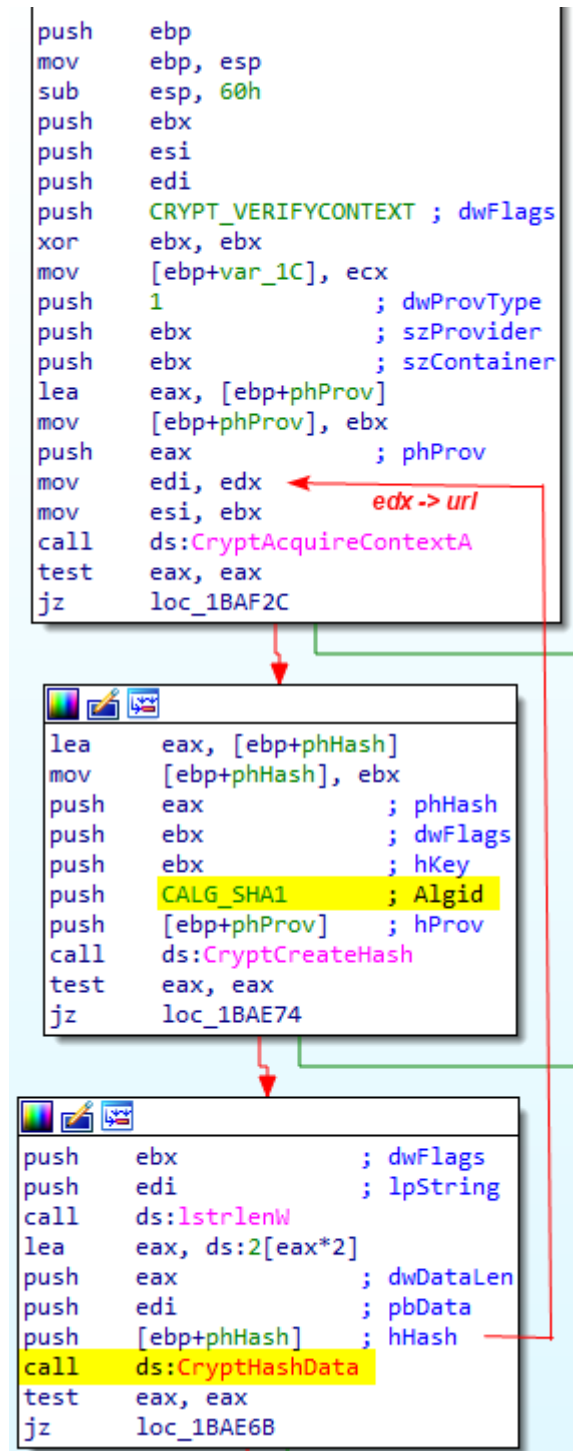 push ebp
mov ebp, esp
sub esp, 60h
push ebx
push esi
push edi
push CRYPT_VERIFYCONTEXT ; dwFlags
xor ebx, ebx
mov [ebp+var_1C], ecx
push 1 ; dwProvType
push ebx ; szProvider
push ebx ; szContainer
lea eax, [ebp+phProv]
mov [ebp+phProv], ebx
push eax ; phProv
mov edi, edx
edx -> url
mov esi, ebx
call ds:CryptAcquireContextA
test eax, eax
jz loc_1BAF2C
lea eax, [ebp+phHash]
mov [ebp+phHash], ebx
push eax ; phHash
push ebx ; dwFlags
push ebx ; hKey
push CALG_SHA1 ; Algid
push [ebp+phProv] ; hProv
call ds:CryptCreateHash
test eax, eax
jz loc_1BAE74
push ebx ; dwFlags
push edi ; lpString
call ds:lstrlenW
lea eax, ds:2[eax*2]
push eax ; dwDataLen
push edi ; pbData
push [ebp+phHash] ; hHash
call ds:CryptHashData
test eax, eax
jz loc_1BAE6B